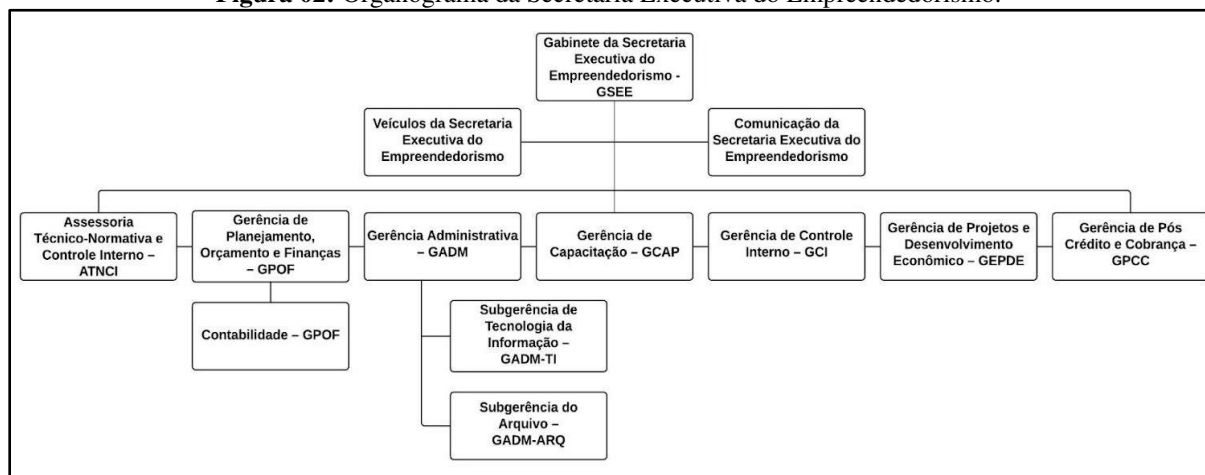 Figura 02: Organograma da Secretaria Executiva do Empreendedorismo.
Gabinete da Secretaria
Executiva do
Empreendedorismo -
GSEE
Veículos da Secretaria
Executiva do
Empreendedorismo
Comunicação da
Secretaria Executiva do
Empreendedorismo
Assessoria
Técnico-Normativa e
Controle Interno –
ATNCI
Gerência de
Planejamento,
Orçamento e Finanças
– GPOF
Gerência Administrativa
– GADM
Gerência de
Capacitação – GCAP
Gerência de Controle
Interno – GCI
Gerência de Projetos e
Desenvolvimento
Econômico – GEPDE
Gerência de Pós
Crédito e Cobrança –
GPCC
Contabilidade – GPOF
Subgerência de
Tecnologia da
Informação –
GADM-TI
Subgerência do
Arquivo –
GADM-ARQ